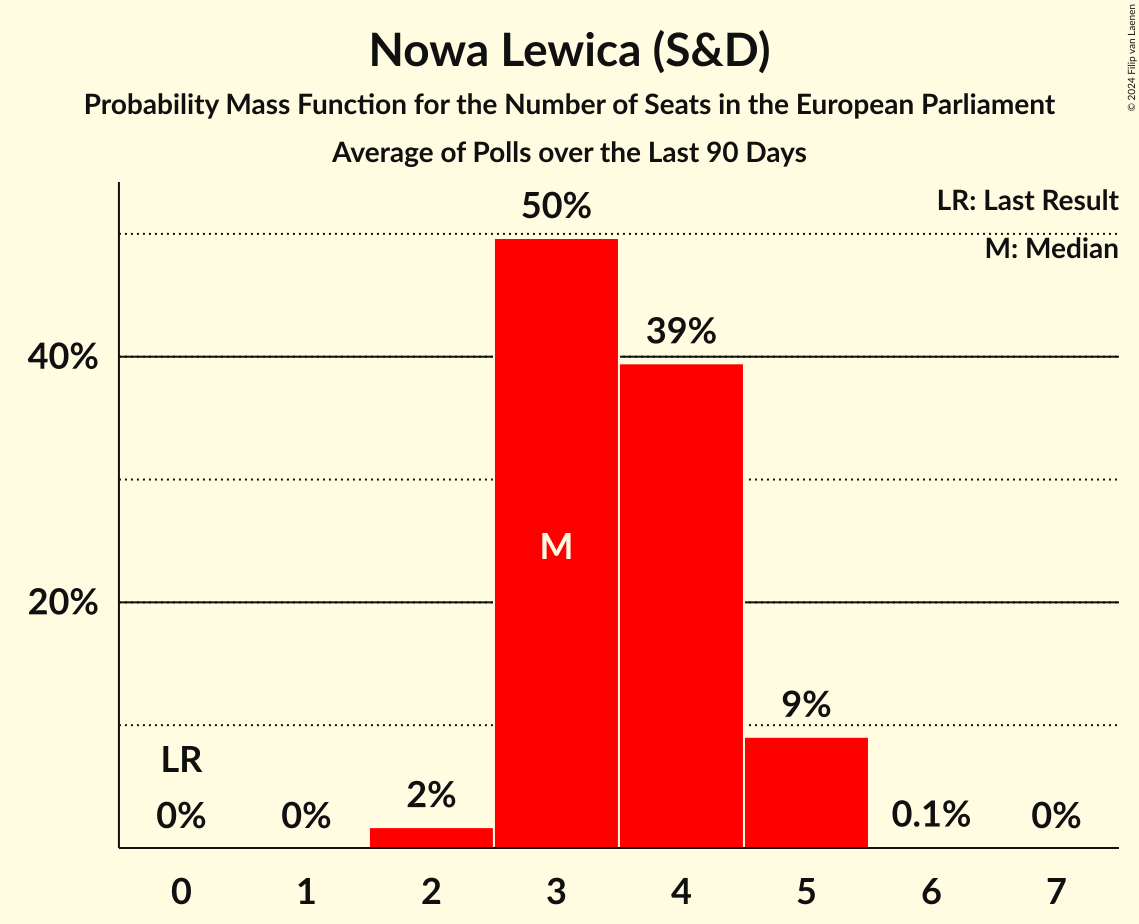 Nowa Lewica (S&D)
Probability Mass Function for the Number of Seats in the European Parliament
Average of Polls over the Last 90 Days
© 2024 Filip van Laenen
LR: Last Result
M: Median
50%
39%
40%
M
20%
9%
LR
0%
0%
2%
0.1%
0%
0 1 2 3 4 5 6 7